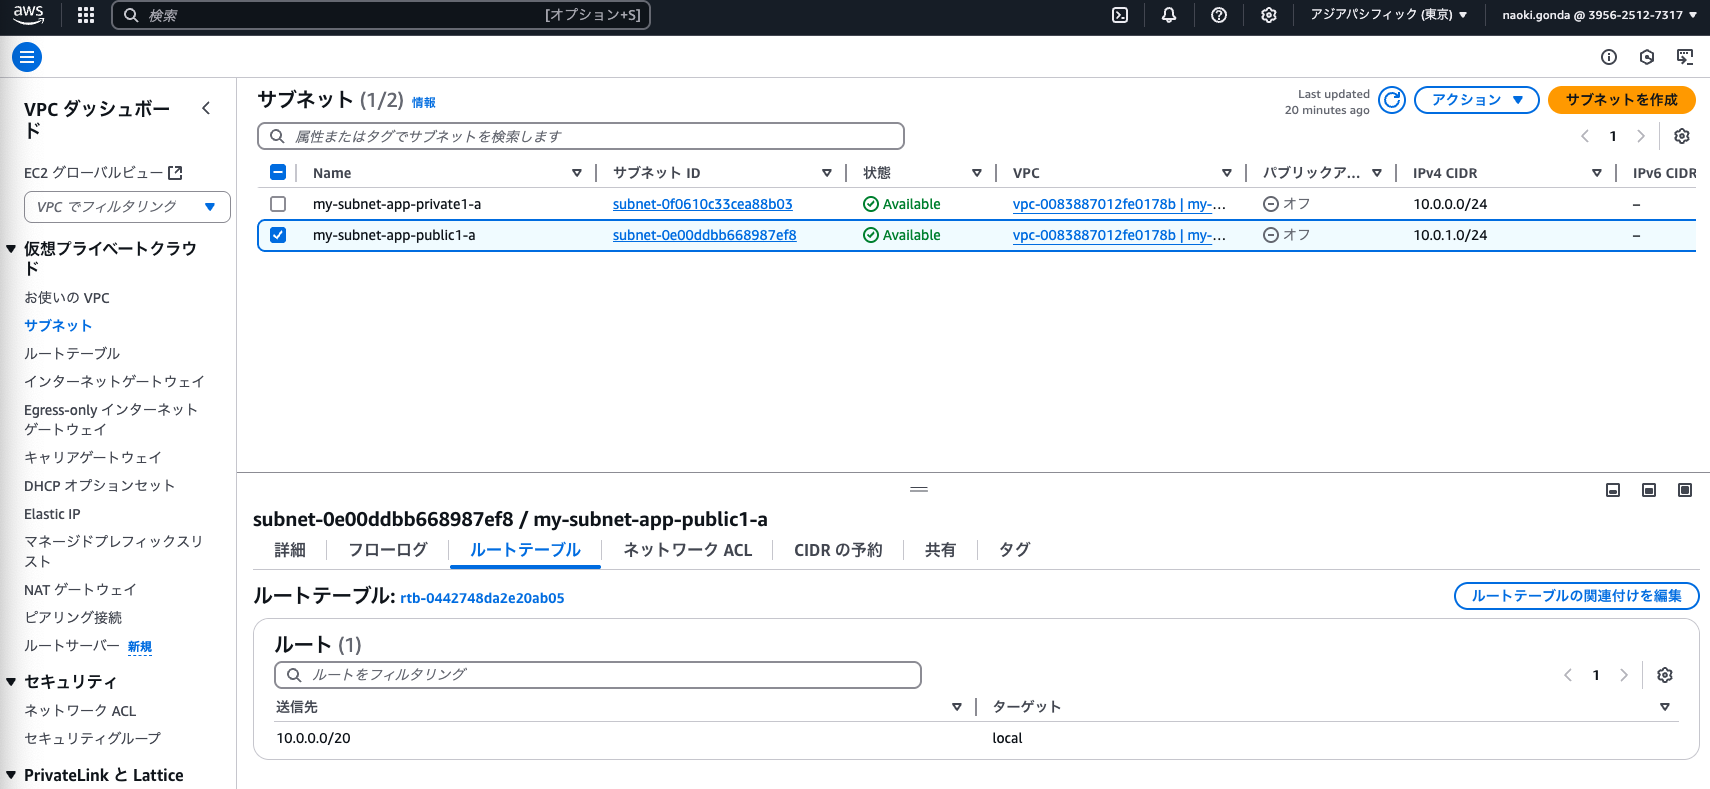 aws
検索 [オプション+S]
アジアパシフィック (東京) ▼
naoki.gonda @ 3956-2512-7317 ▼
VPC ダッシュボー
ド
EC2 グローバルビュー
VPC でフィルタリング
仮想プライベートクラウ
ド
お使いの VPC
サブネット
ルートテーブル
インターネットゲートウェイ
Egress-only インターネット
ゲートウェイ
キャリアゲートウェイ
DHCP オプションセット
Elastic IP
マネージドプレフィックスリ
スト
NAT ゲートウェイ
ピアリング接続
ルートサーバー 新規
セキュリティ
ネットワーク ACL
セキュリティグループ
PrivateLink と Lattice
サブネット (1/2) 情報
Last updated
20 minutes ago
アクション
サブネットを作成
属性またはタグでサブネットを検索します
1
Name サブネット ID 状態 VPC パブリックア... IPv4 CIDR IPv6 CIDR
my-subnet-app-private1-a subnet-0f0610c33cea88b03 Available vpc-0083887012fe0178b | my-... オフ 10.0.0.0/24 –
my-subnet-app-public1-a subnet-0e00ddbb668987ef8 Available vpc-0083887012fe0178b | my-... オフ 10.0.1.0/24 –
subnet-0e00ddbb668987ef8 / my-subnet-app-public1-a
詳細 フローログ ルートテーブル ネットワーク ACL CIDR の予約 共有 タグ
ルートテーブル: rtb-0442748da2e20ab05
ルートテーブルの関連付けを編集
ルート (1)
ルートをフィルタリング
1
送信先 ターゲット
10.0.0.0/20 local